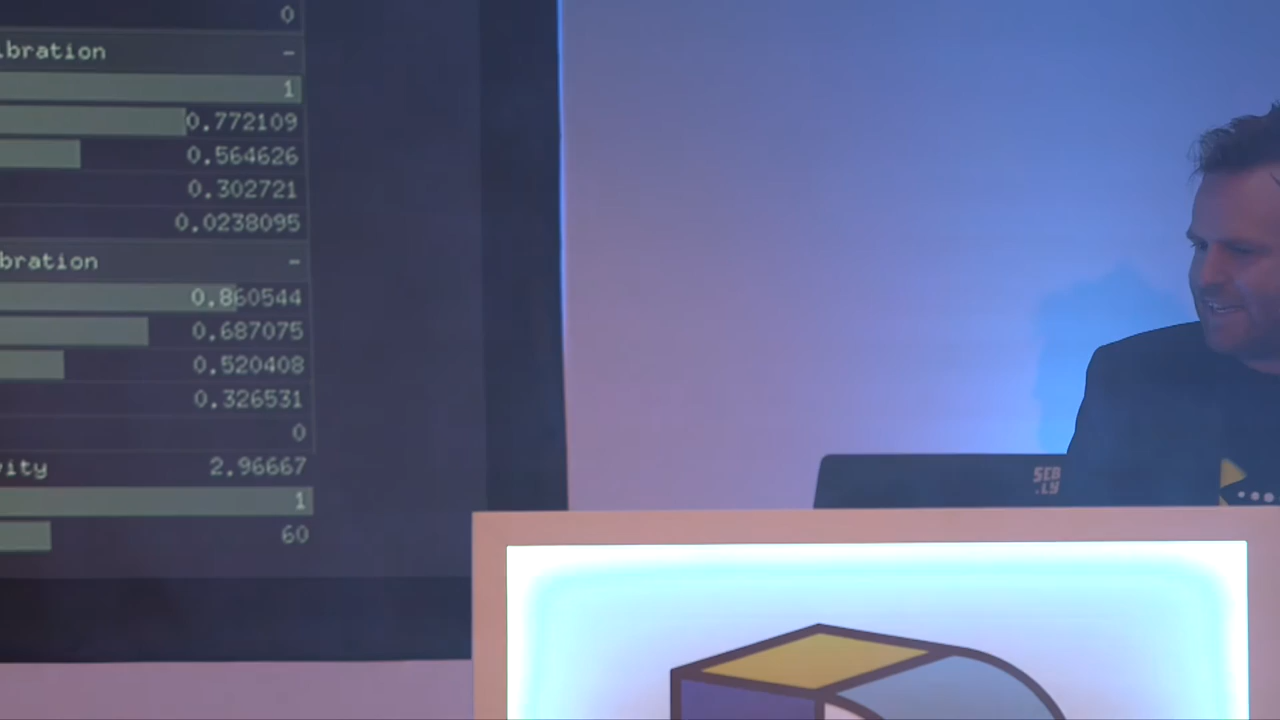 0
ibration –
1
0.772109
0.564626
0.302721
0.0238095
bration –
0.860544
0.687075
0.520408
0.326531
0
vity 2.96667
1
60
SEB
.LY